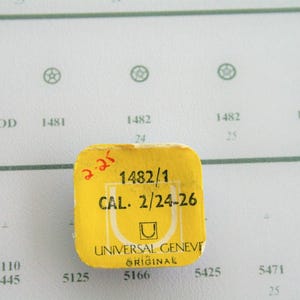 OD 1481 1482 1482
24 25
2.25
1482/1
CAL. 2/24-26
UNIVERSAL GENEVE
ORIGINAL
110 5125 5166 5425 5471
445 25